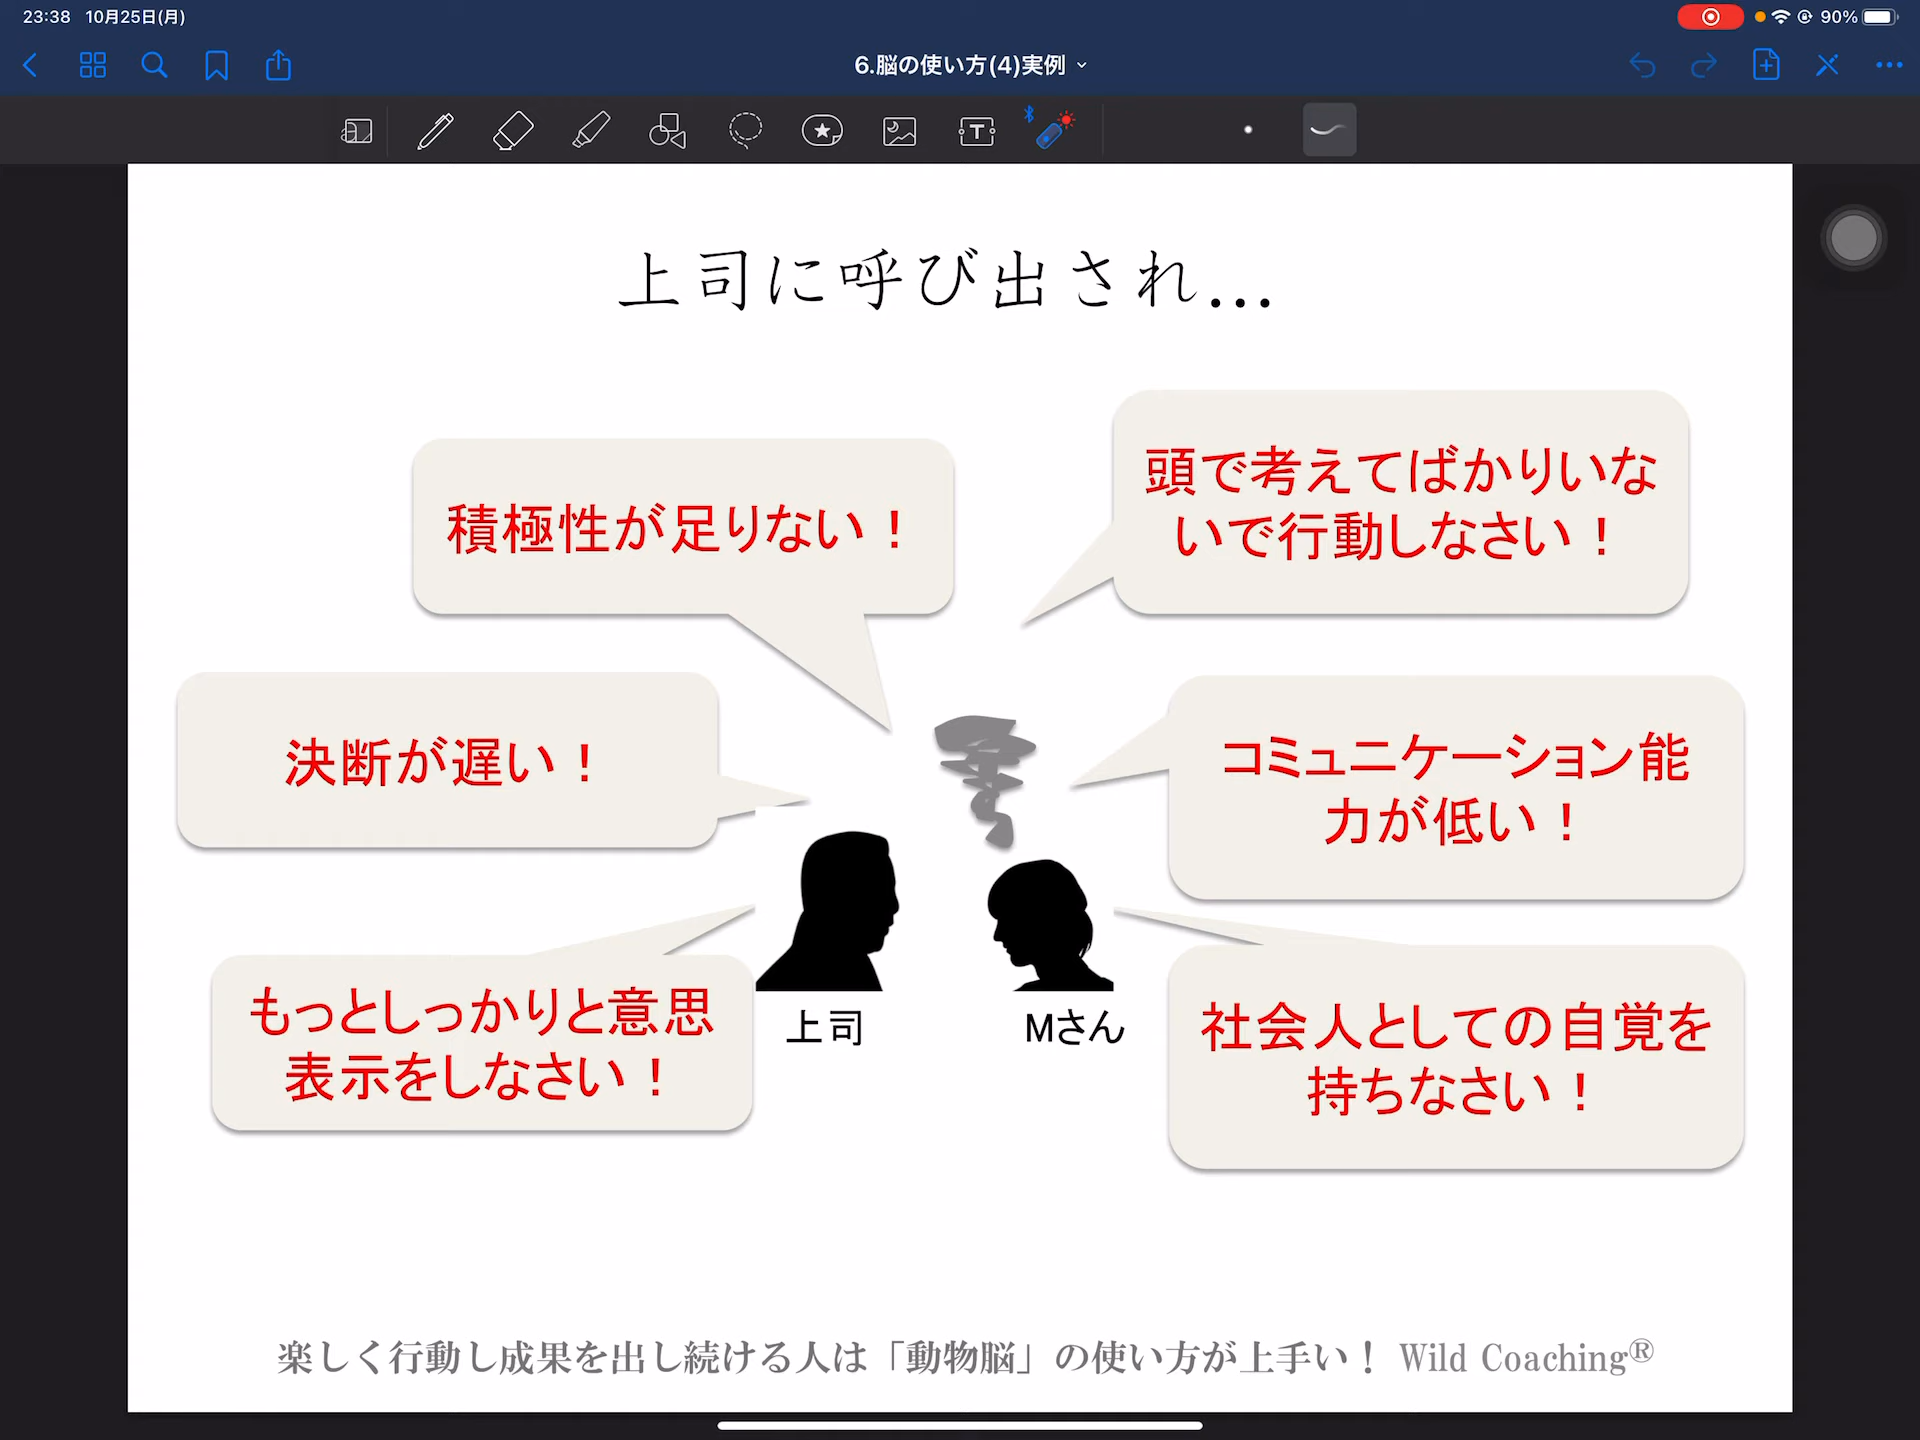 23:38 10月25日(月)
90%
6.脳の使い方(4)実例
上司に呼び出され...
積極性が足りない！
頭で考えてばかりいな
いで行動しなさい！
決断が遅い！
コミュニケーション能
力が低い！
もっとしっかりと意思
表示をしなさい！
社会人としての自覚を
持ちなさい！
上司
Mさん
楽しく行動し成果を出し続ける人は「動物脳」の使い方が上手い！ Wild Coaching®